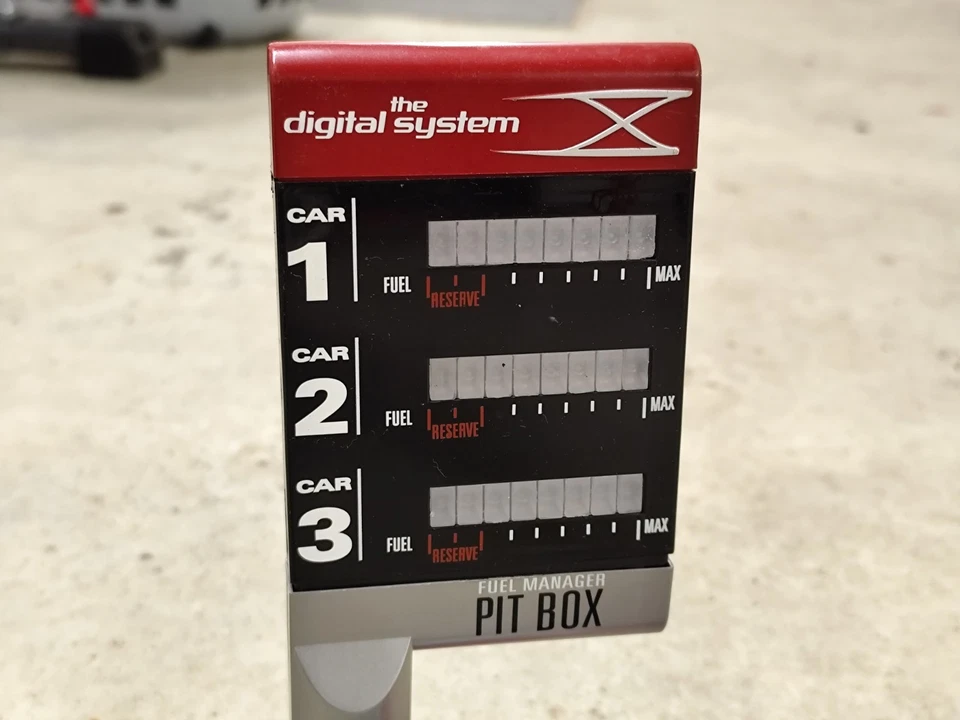 the
digital system X
CAR
1
FUEL
RESERVE
MAX
CAR
2
FUEL
RESERVE
MAX
CAR
3
FUEL
RESERVE
MAX
FUEL MANAGER
PIT BOX